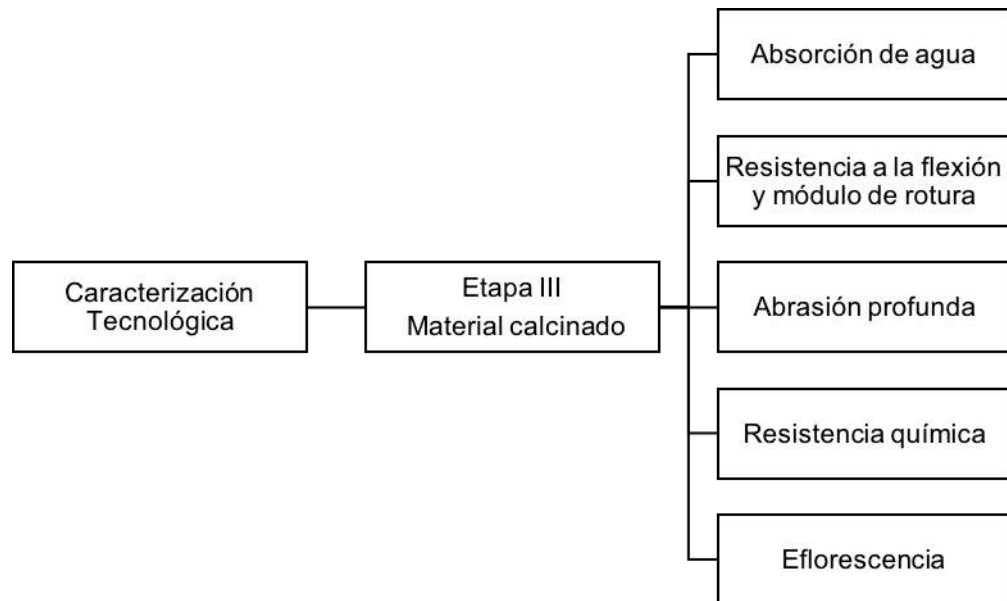 Absorción de agua
Resistencia a la flexión
y módulo de rotura
Caracterización
Tecnológica
Etapa III
Material calcinado
Abrasión profunda
Resistencia química
Eflorescencia